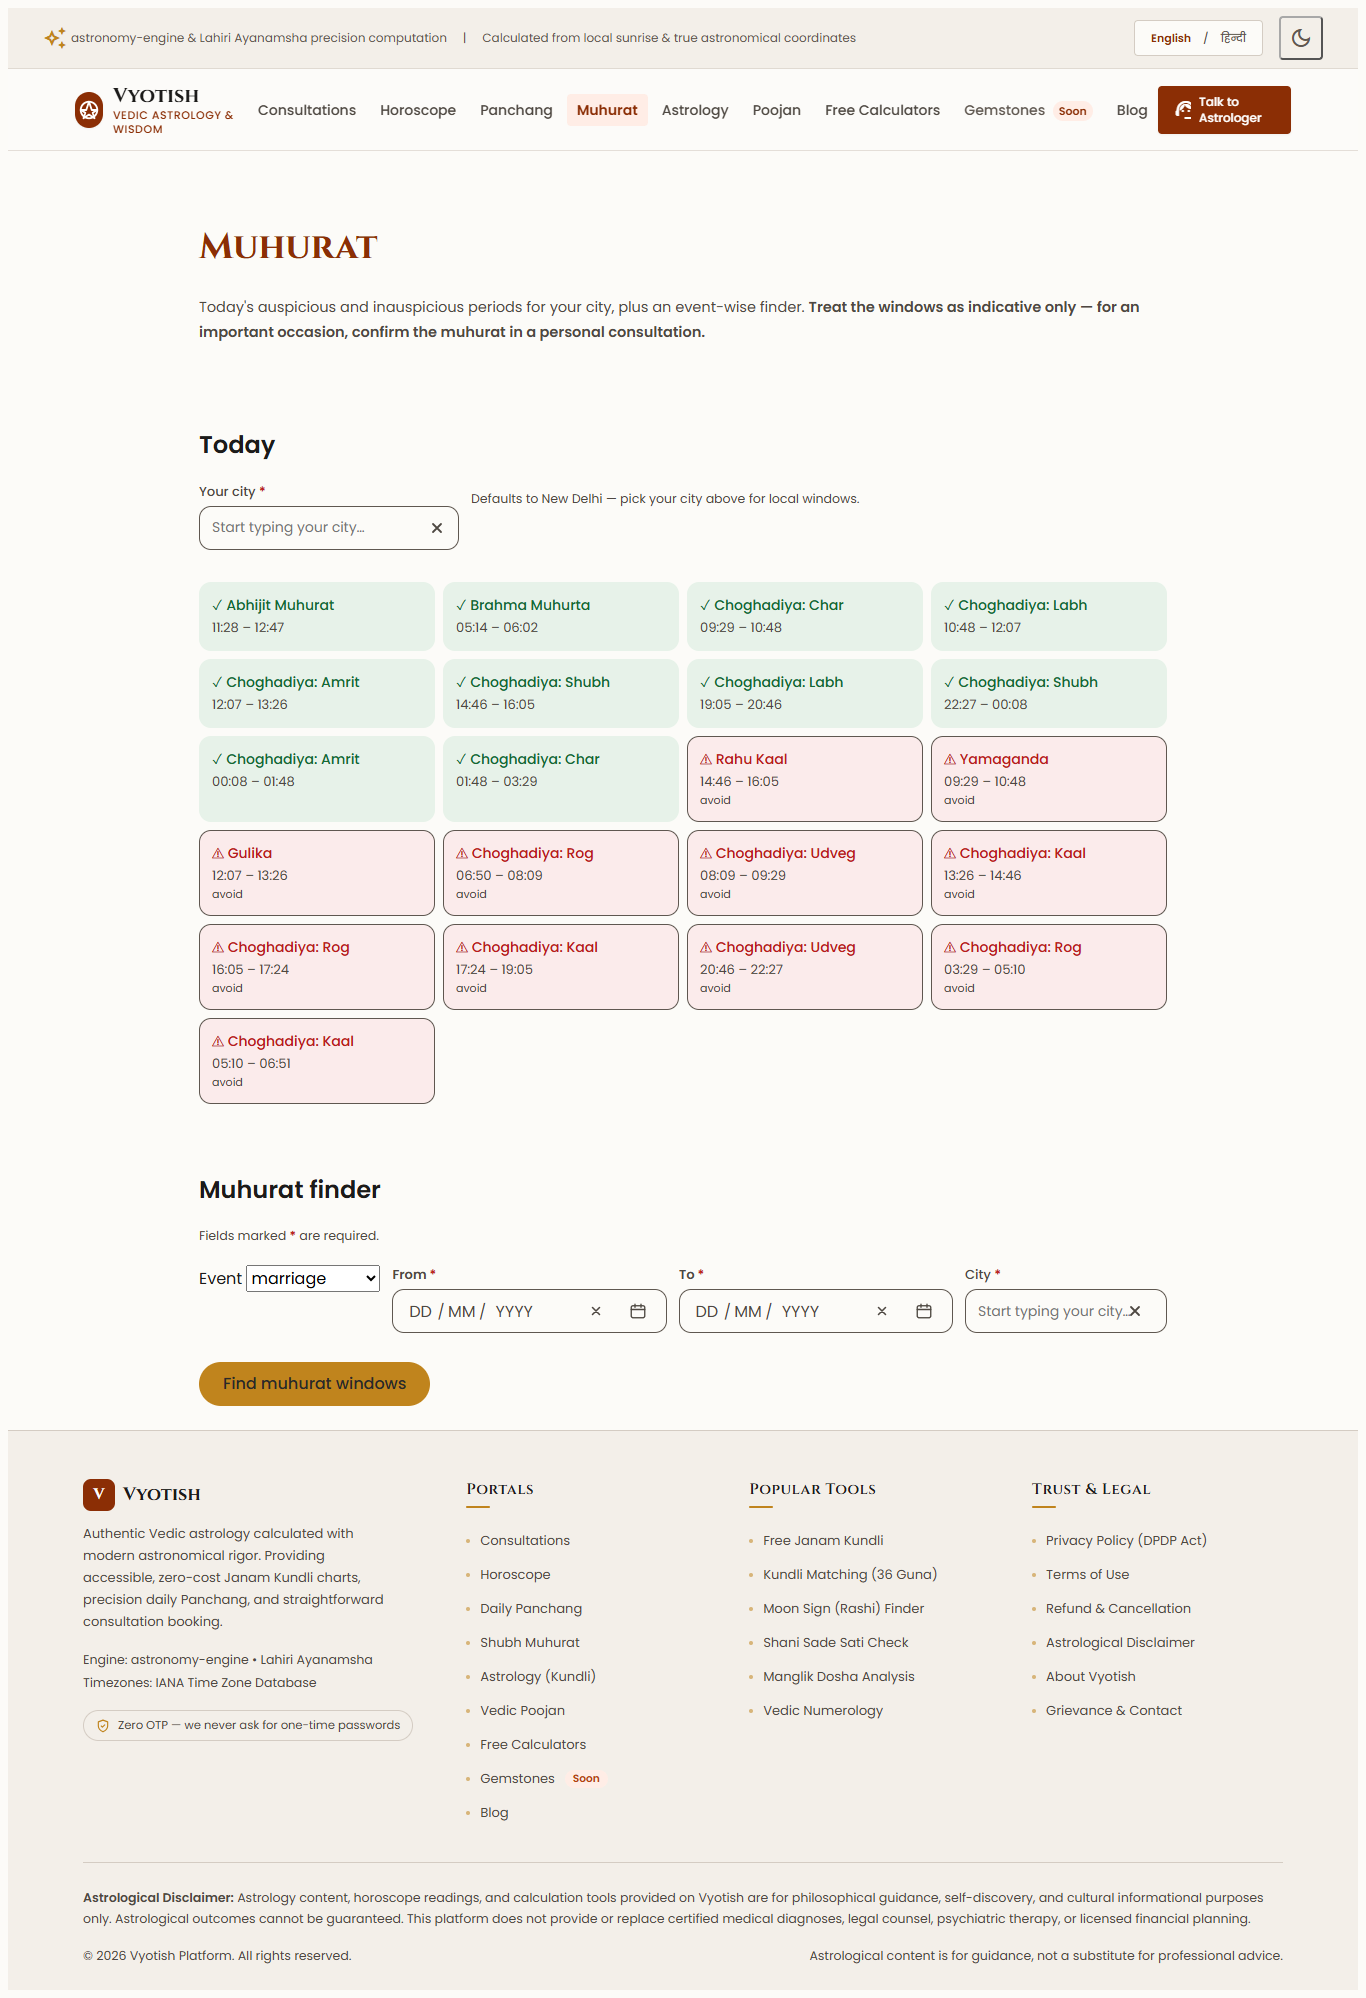 astronomy-engine & Lahiri Ayanamsha precision computation | Calculated from local sunrise & true astronomical coordinates
English / हिन्दी
Vyotish
VEDIC ASTROLOGY & WISDOM
Consultations Horoscope Panchang Muhurat Astrology Poojan Free Calculators Gemstones Soon Blog
Talk to Astrologer
Muhurat
Today's auspicious and inauspicious periods for your city, plus an event-wise finder. Treat the windows as indicative only — for an
important occasion, confirm the muhurat in a personal consultation.
Today
Your city *
Defaults to New Delhi — pick your city above for local windows.
Start typing your city…
✓ Abhijit Muhurat
11:28 – 12:47
✓ Brahma Muhurta
05:14 – 06:02
✓ Choghadiya: Char
09:29 – 10:48
✓ Choghadiya: Labh
10:48 – 12:07
✓ Choghadiya: Amrit
12:07 – 13:26
✓ Choghadiya: Shubh
14:46 – 16:05
✓ Choghadiya: Labh
19:05 – 20:46
✓ Choghadiya: Shubh
22:27 – 00:08
✓ Choghadiya: Amrit
00:08 – 01:48
✓ Choghadiya: Char
01:48 – 03:29
⚠ Rahu Kaal
14:46 – 16:05
avoid
⚠ Yamaganda
09:29 – 10:48
avoid
⚠ Gulika
12:07 – 13:26
avoid
⚠ Choghadiya: Rog
06:50 – 08:09
avoid
⚠ Choghadiya: Udveg
08:09 – 09:29
avoid
⚠ Choghadiya: Kaal
13:26 – 14:46
avoid
⚠ Choghadiya: Rog
16:05 – 17:24
avoid
⚠ Choghadiya: Kaal
17:24 – 19:05
avoid
⚠ Choghadiya: Udveg
20:46 – 22:27
avoid
⚠ Choghadiya: Rog
03:29 – 05:10
avoid
⚠ Choghadiya: Kaal
05:10 – 06:51
avoid
Muhurat finder
Fields marked * are required.
Event marriage
From *
DD / MM / YYYY
To *
DD / MM / YYYY
City *
Start typing your city…
Find muhurat windows
V Vyotish
Authentic Vedic astrology calculated with
modern astronomical rigor. Providing
accessible, zero-cost Janam Kundli charts,
precision daily Panchang, and straightforward
consultation booking.
Engine: astronomy-engine • Lahiri Ayanamsha
Timezones: IANA Time Zone Database
Zero OTP — we never ask for one-time passwords
Portals
Consultations
Horoscope
Daily Panchang
Shubh Muhurat
Astrology (Kundli)
Vedic Poojan
Free Calculators
Gemstones Soon
Blog
Popular Tools
Free Janam Kundli
Kundli Matching (36 Guna)
Moon Sign (Rashi) Finder
Shani Sade Sati Check
Manglik Dosha Analysis
Vedic Numerology
Trust & Legal
Privacy Policy (DPDP Act)
Terms of Use
Refund & Cancellation
Astrological Disclaimer
About Vyotish
Grievance & Contact
Astrological Disclaimer: Astrology content, horoscope readings, and calculation tools provided on Vyotish are for philosophical guidance, self-discovery, and cultural informational purposes
only. Astrological outcomes cannot be guaranteed. This platform does not provide or replace certified medical diagnoses, legal counsel, psychiatric therapy, or licensed financial planning.
© 2026 Vyotish Platform. All rights reserved.
Astrological content is for guidance, not a substitute for professional advice.